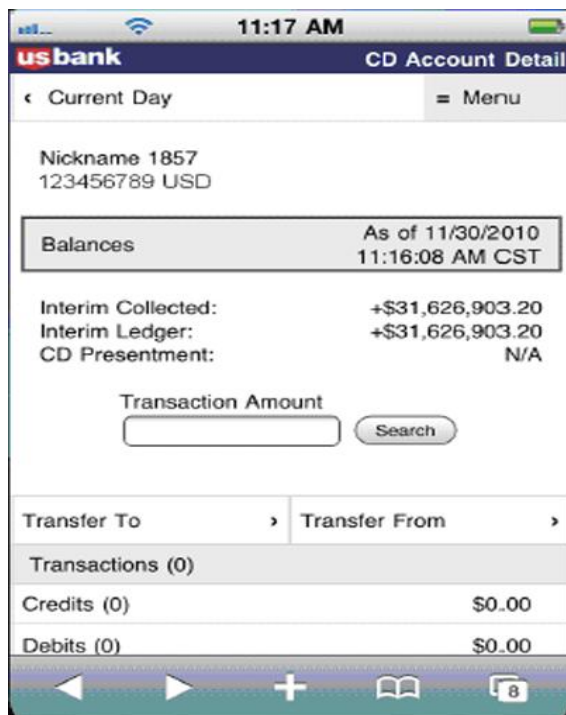 11:17 AM
usbank CD Account Detail
‹ Current Day = Menu
Nickname 1857
123456789 USD
Balances As of 11/30/2010
11:16:08 AM CST
Interim Collected: +$31,626,903.20
Interim Ledger: +$31,626,903.20
CD Presentment: N/A
Transaction Amount
Search
Transfer To › Transfer From ›
Transactions (0)
Credits (0) $0.00
Debits (0) $0.00
8